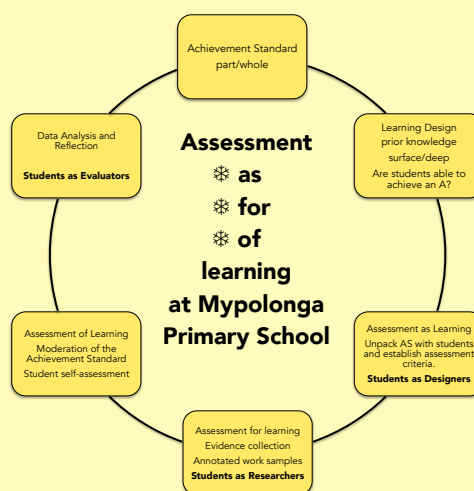 Achievement Standard
part/whole
Learning Design
prior knowledge
surface/deep
Are students able to
achieve an A?
Assessment as Learning
Unpack AS with students
and establish assessment
criteria.
Students as Designers
Assessment for learning
Evidence collection
Annotated work samples
Students as Researchers
Assessment of Learning
Moderation of the
Achievement Standard
Student self-assessment
Data Analysis and
Reflection
Students as Evaluators
Assessment
❄ as
❄ for
❄ of
learning
at Mypolonga
Primary School